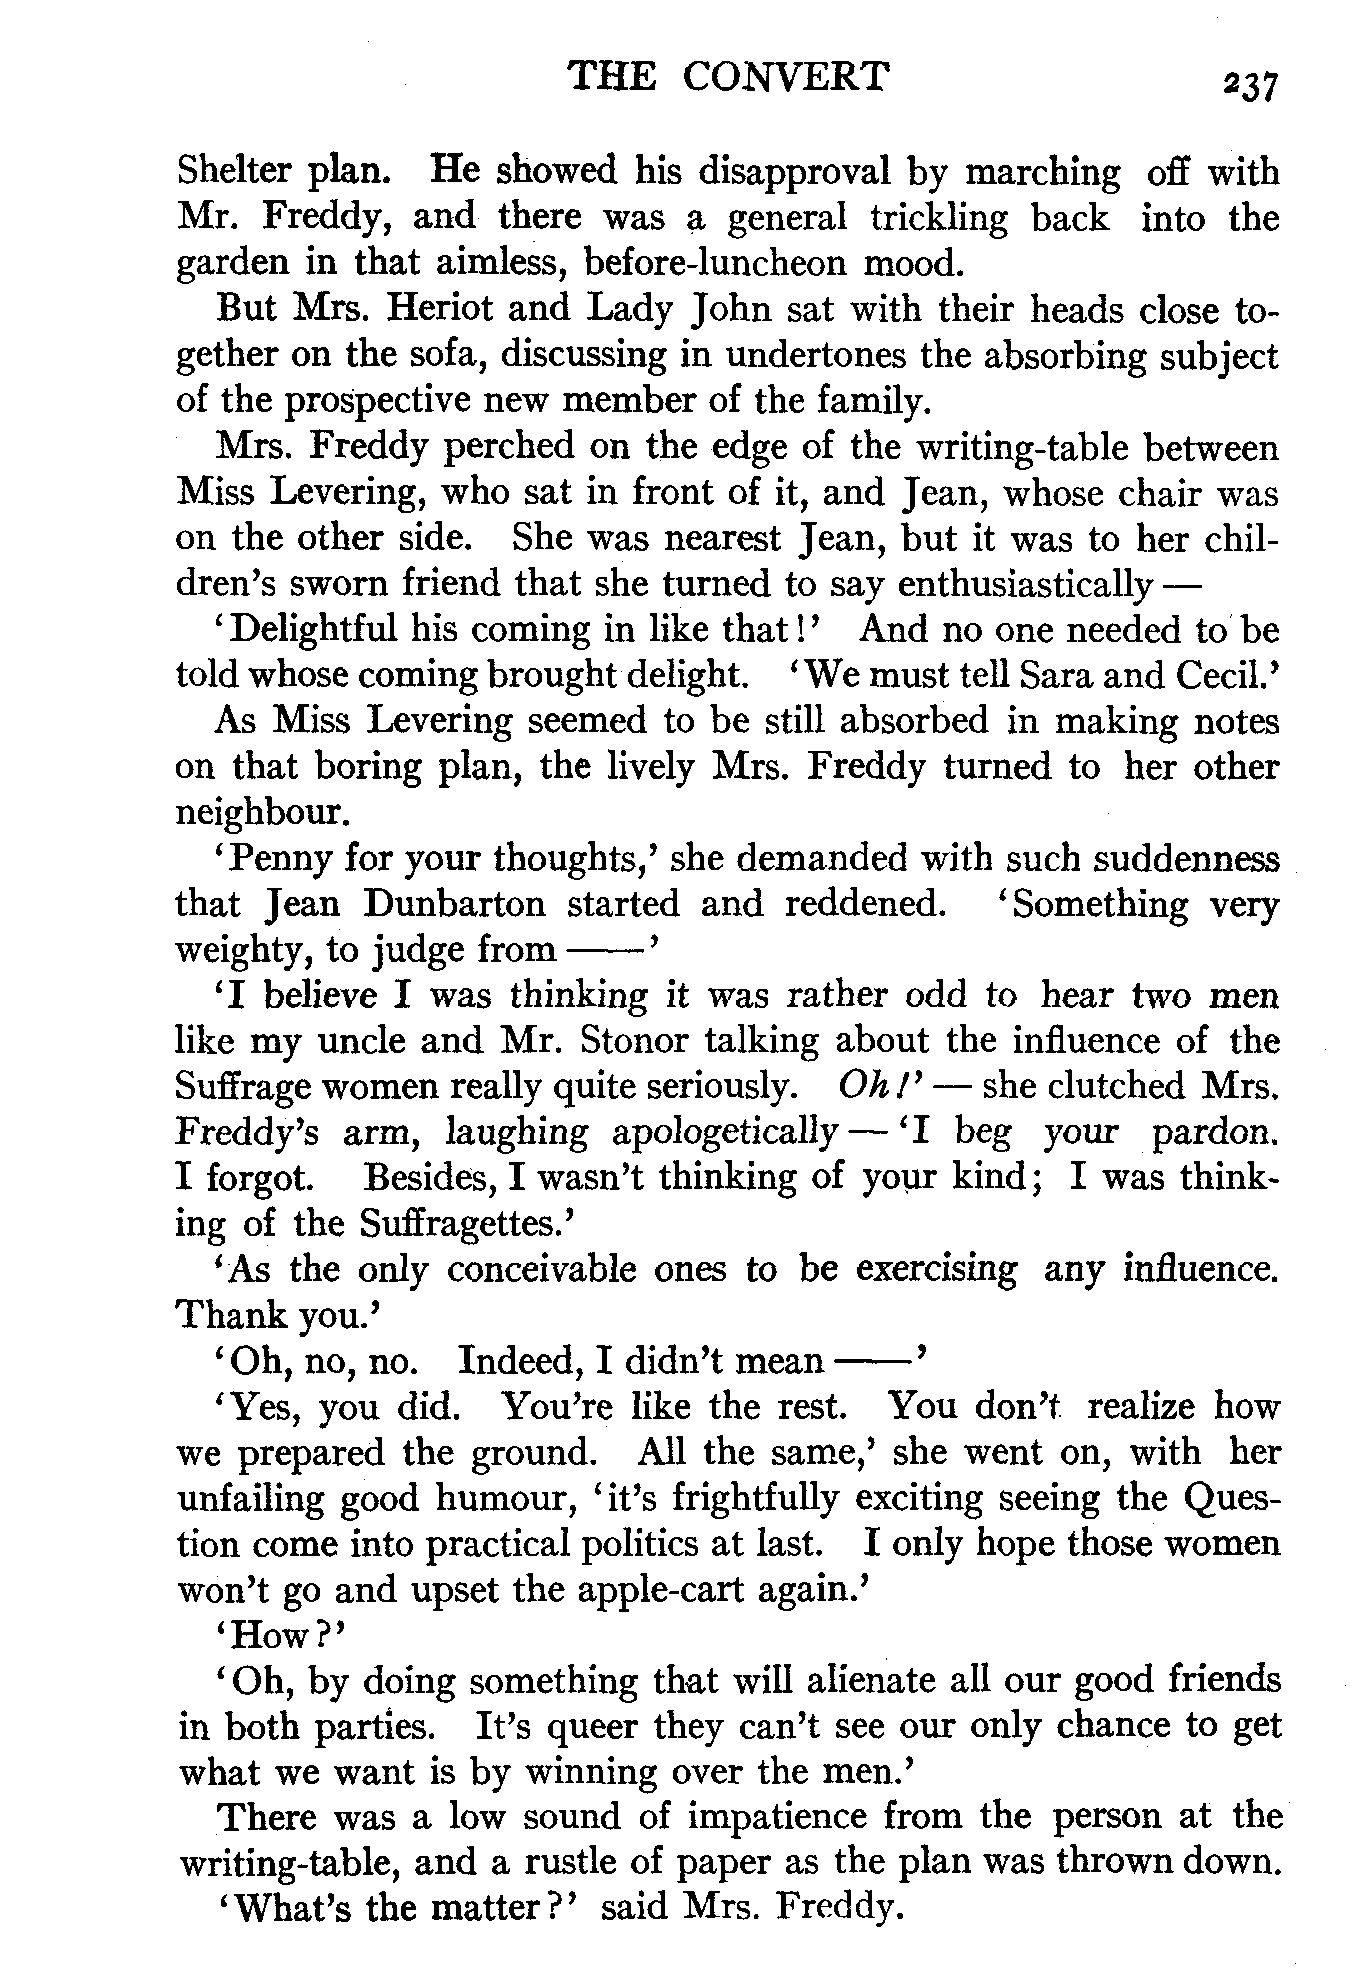 THE CONVERT 237
Shelter plan. He showed his disapproval by marching off with
Mr. Freddy, and there was a general trickling back into the
garden in that aimless, before-luncheon mood.
But Mrs. Heriot and Lady John sat with their heads close to-
gether on the sofa, discussing in undertones the absorbing subject
of the prospective new member of the family.
Mrs. Freddy perched on the edge of the writing-table between
Miss Levering, who sat in front of it, and Jean, whose chair was
on the other side. She was nearest Jean, but it was to her chil-
dren's sworn friend that she turned to say enthusiastically —
‘Delightful his coming in like that!’ And no one needed to be
told whose coming brought delight. ‘We must tell Sara and Cecil.’
As Miss Levering seemed to be still absorbed in making notes
on that boring plan, the lively Mrs. Freddy turned to her other
neighbour.
‘Penny for your thoughts,’ she demanded with such suddenness
that Jean Dunbarton started and reddened. ‘Something very
weighty, to judge from ——’
‘I believe I was thinking it was rather odd to hear two men
like my uncle and Mr. Stonor talking about the influence of the
Suffrage women really quite seriously. Oh!’ — she clutched Mrs.
Freddy's arm, laughing apologetically — ‘I beg your pardon.
I forgot. Besides, I wasn't thinking of your kind; I was think-
ing of the Suffragettes.’
‘As the only conceivable ones to be exercising any influence.
Thank you.’
‘Oh, no, no. Indeed, I didn't mean ——’
‘Yes, you did. You're like the rest. You don't realize how
we prepared the ground. All the same,’ she went on, with her
unfailing good humour, ‘it's frightfully exciting seeing the Ques-
tion come into practical politics at last. I only hope those women
won't go and upset the apple-cart again.’
‘How?’
‘Oh, by doing something that will alienate all our good friends
in both parties. It's queer they can't see our only chance to get
what we want is by winning over the men.’
There was a low sound of impatience from the person at the
writing-table, and a rustle of paper as the plan was thrown down.
‘What's the matter?’ said Mrs. Freddy.